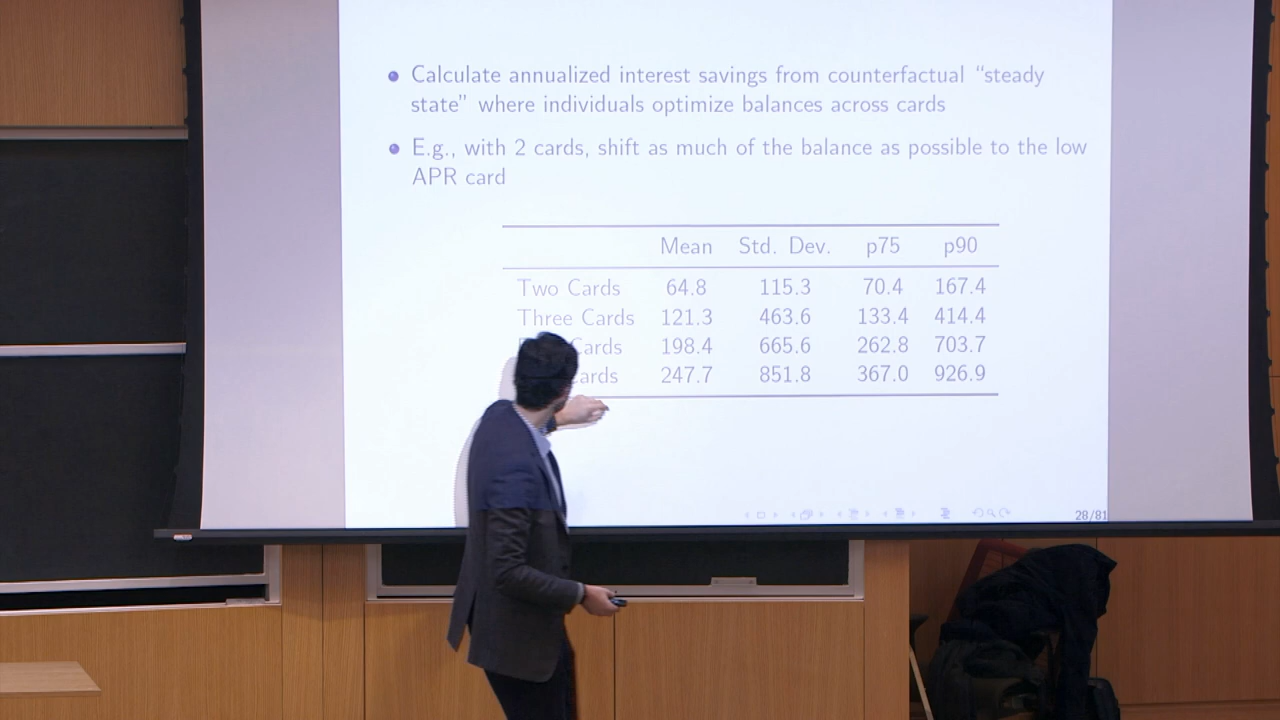 Calculate annualized interest savings from counterfactual “steady
state” where individuals optimize balances across cards
E.g., with 2 cards, shift as much of the balance as possible to the low
APR card
Mean Std. Dev. p75 p90
Two Cards 64.8 115.3 70.4 167.4
Three Cards 121.3 463.6 133.4 414.4
Cards 198.4 665.6 262.8 703.7
Cards 247.7 851.8 367.0 926.9
28/81